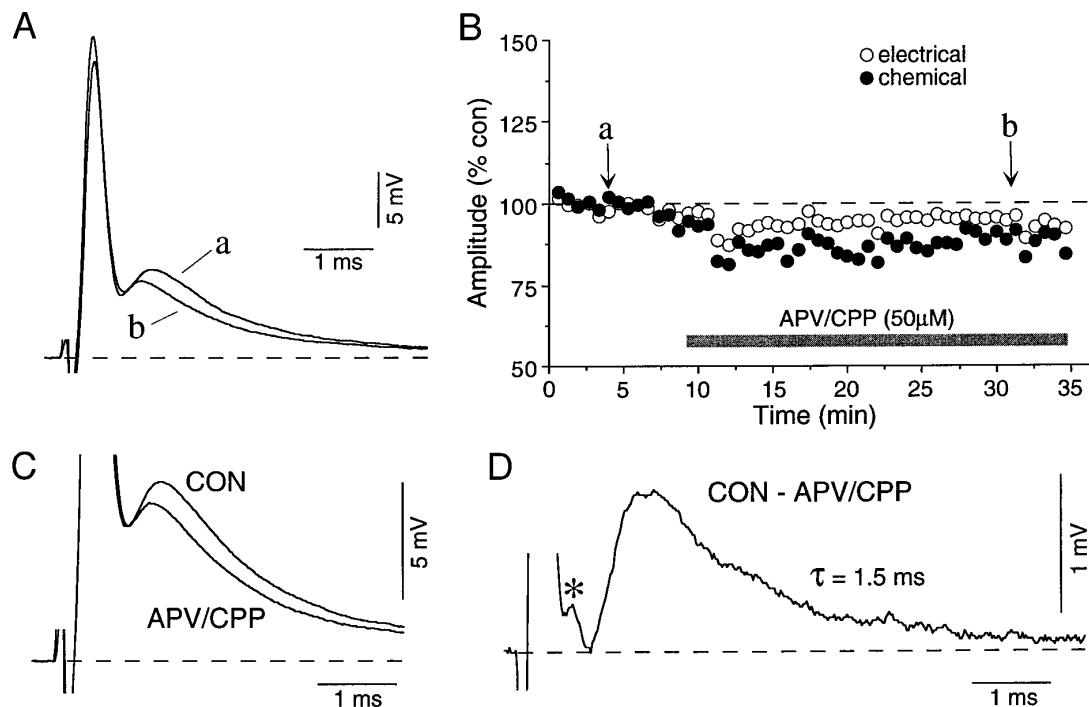 A
a
b
5 mV
1 ms
B
150
125
100
75
50
Amplitude (% con)
electrical
chemical
a
b
APV/CPP (50μM)
0
5
10
15
20
25
30
35
Time (min)
C
CON
APV/CPP
5 mV
1 ms
D
CON - APV/CPP
*
τ = 1.5 ms
1 mV
1 ms